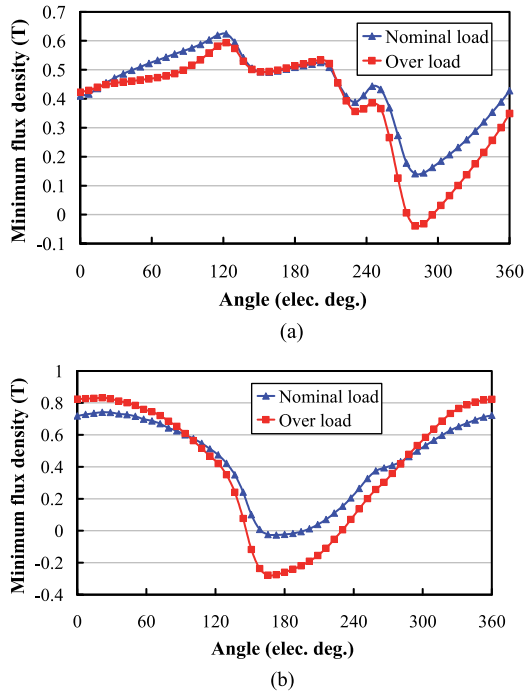 Minimum flux density (T)
0.7
0.6
0.5
0.4
0.3
0.2
0.1
0
-0.1
Nominal load
Over load
0 60 120 180 240 300 360
Angle (elec. deg.)
(a)
Minimum flux density (T)
1
0.8
0.6
0.4
0.2
0
-0.2
-0.4
Nominal load
Over load
0 60 120 180 240 300 360
Angle (elec. deg.)
(b)